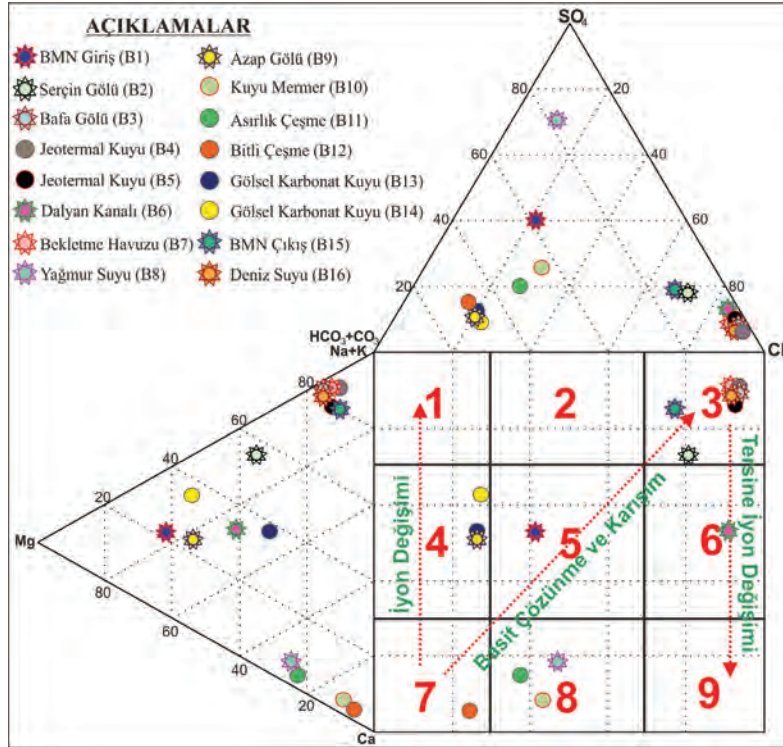 AÇIKLAMALAR
BMN Giriş (B1)
Serçin Gölü (B2)
Bafa Gölü (B3)
Jeotermal Kuyu (B4)
Jeotermal Kuyu (B5)
Dalyan Kanalı (B6)
Bekletme Havuzu (B7)
Yağmur Suyu (B8)
Azap Gölü (B9)
Kuyu Mermer (B10)
Asırlık Çeşme (B11)
Bitli Çeşme (B12)
Gölsel Karbonat Kuyu (B13)
Gölsel Karbonat Kuyu (B14)
BMN Çıkış (B15)
Deniz Suyu (B16)
SO4
80 20
60 40
40 60
20 80
HCO3+CO3
Na+K
Cl
80
60
40
20
Mg
80
60
40
20
Ca
1 2 3
4 5 6
7 8 9
İyon Değişimi
Basit Çözünme ve Karışım
Tersine İyon Değişimi